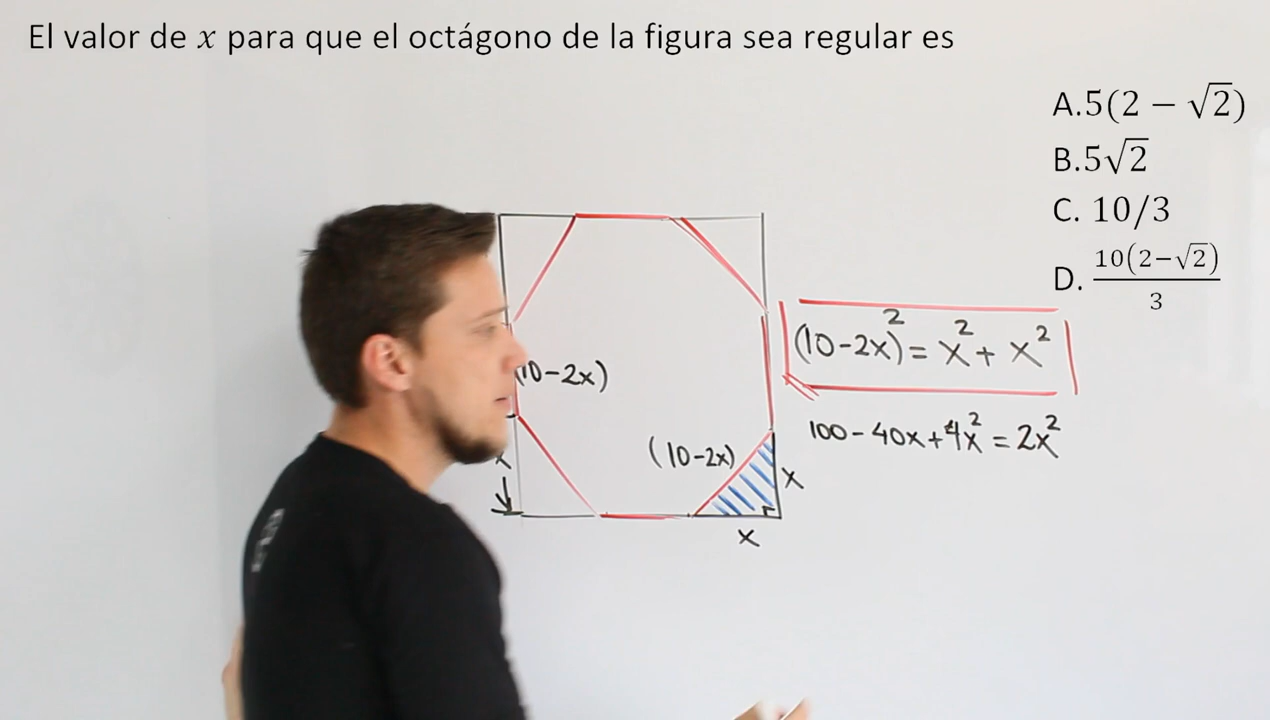 El valor de x para que el octágono de la figura sea regular es
A.5(2 − √2)
B.5√2
C. 10/3
D. 10(2−√2)/3
(10-2x)² = x² + x²
(10-2x)
100-40x+4x² = 2x²
(10-2x)
x
x
x